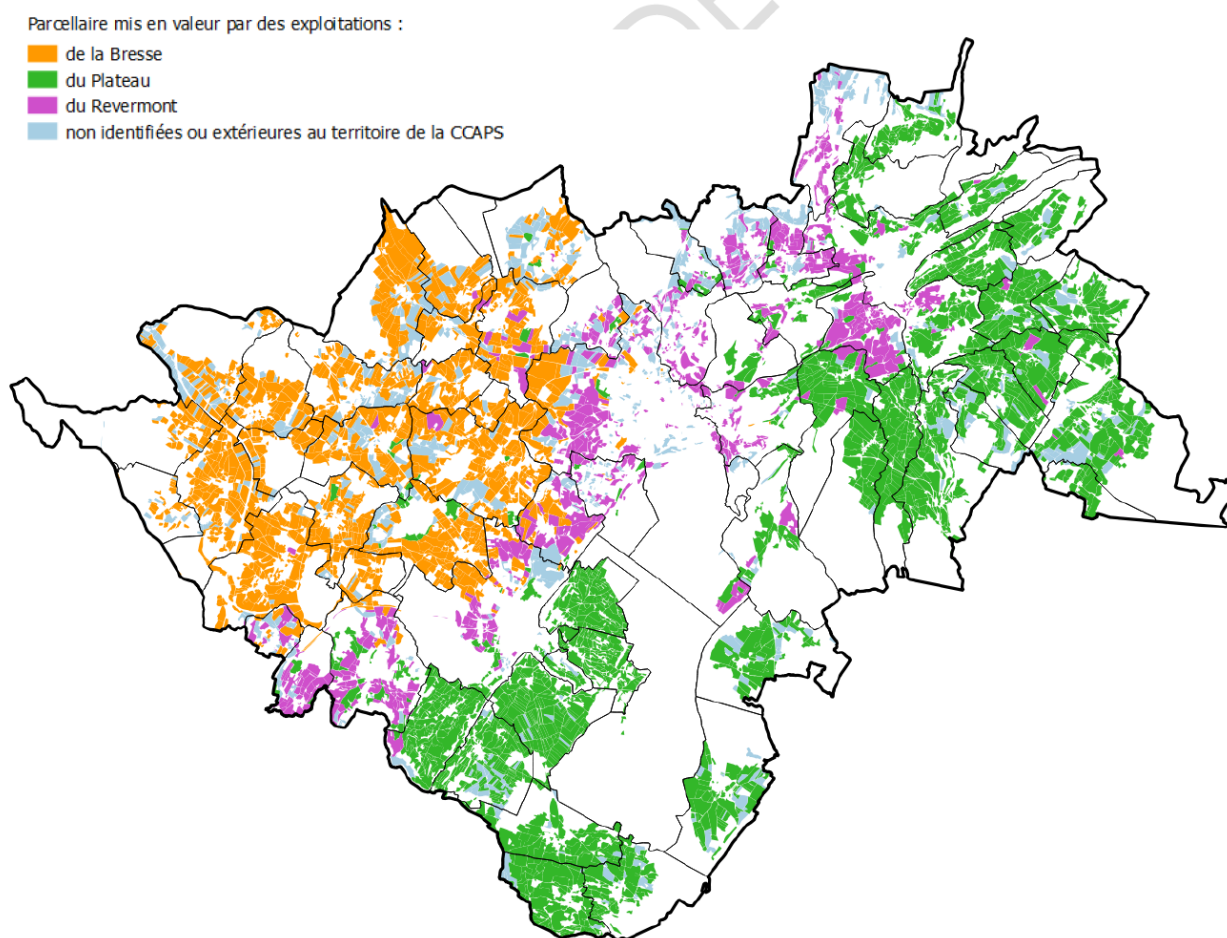 Parcellaire mis en valeur par des exploitations :
de la Bresse
du Plateau
du Revermont
non identifiées ou extérieures au territoire de la CCAPS